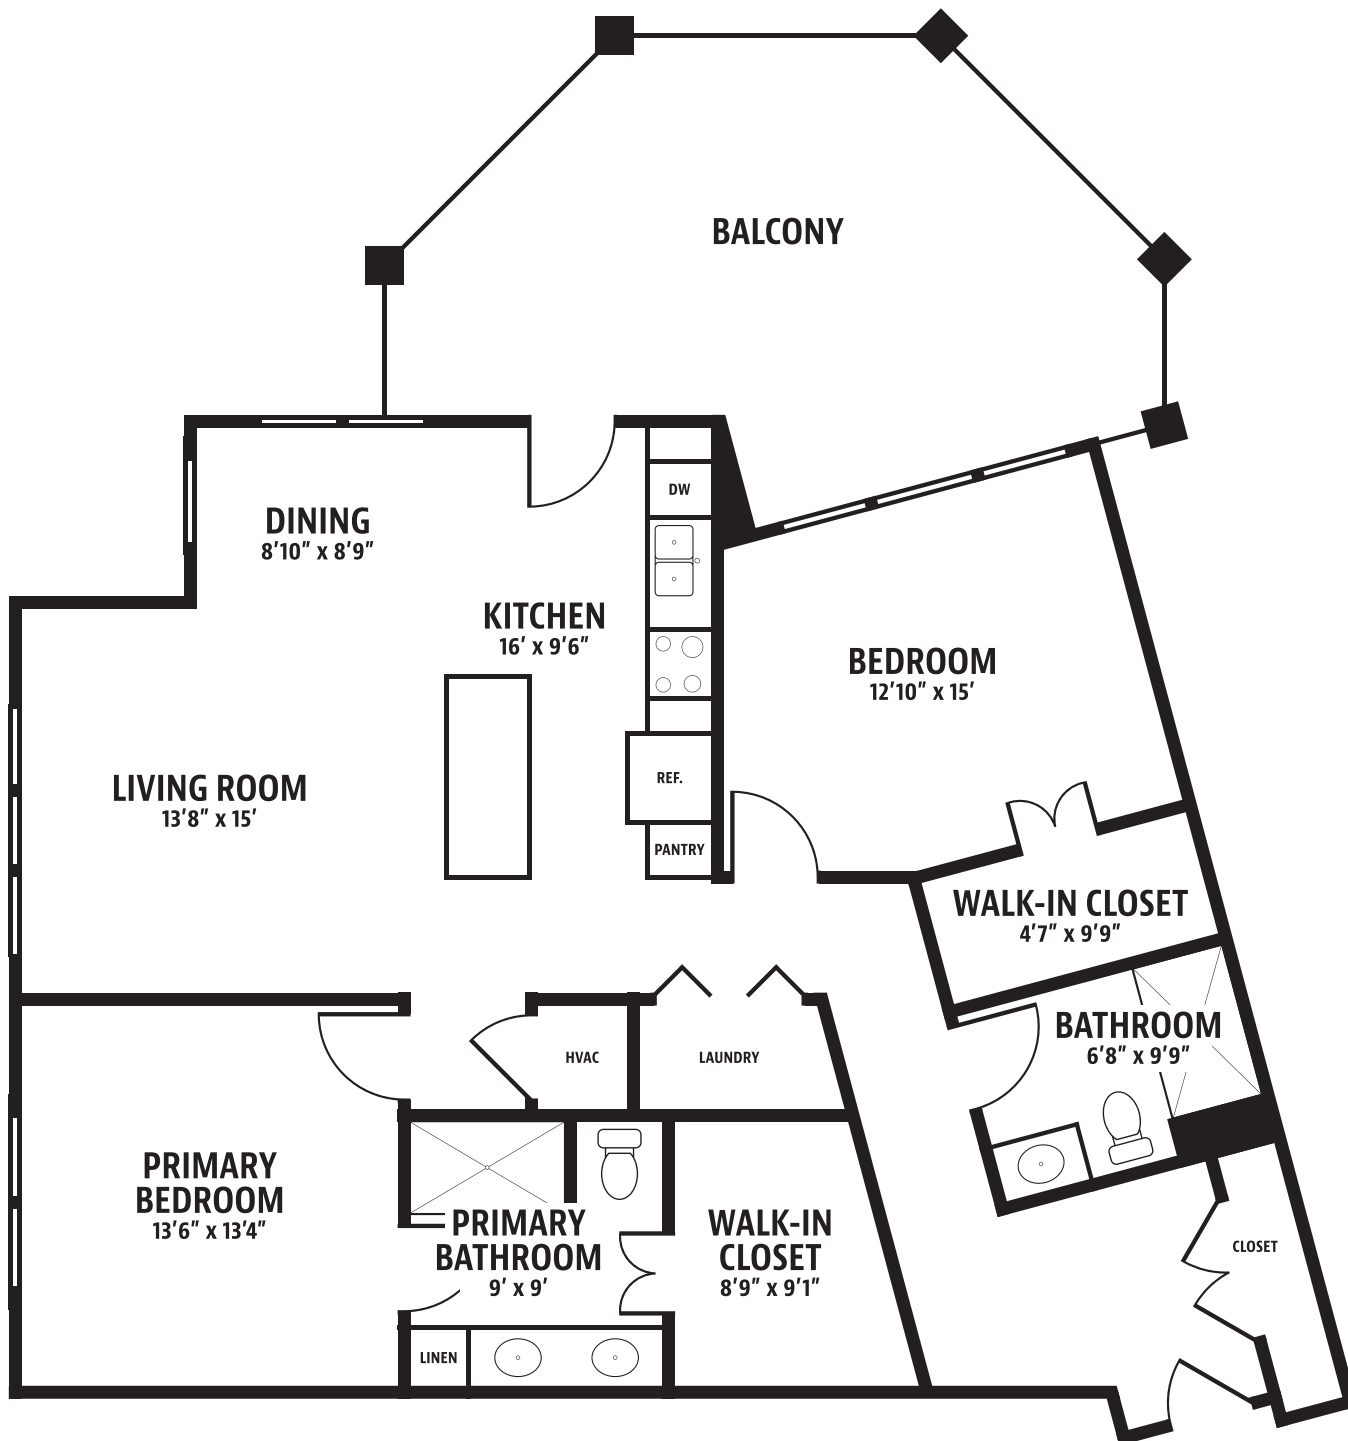 BALCONY
DW
DINING
8'10" x 8'9"
KITCHEN
16' x 9'6"
BEDROOM
12'10" x 15'
REF.
LIVING ROOM
13'8" x 15'
PANTRY
WALK-IN CLOSET
4'7" x 9'9"
BATHROOM
6'8" x 9'9"
HVAC
LAUNDRY
PRIMARY
BEDROOM
13'6" x 13'4"
PRIMARY
BATHROOM
9' x 9'
WALK-IN
CLOSET
8'9" x 9'1"
CLOSET
LINEN